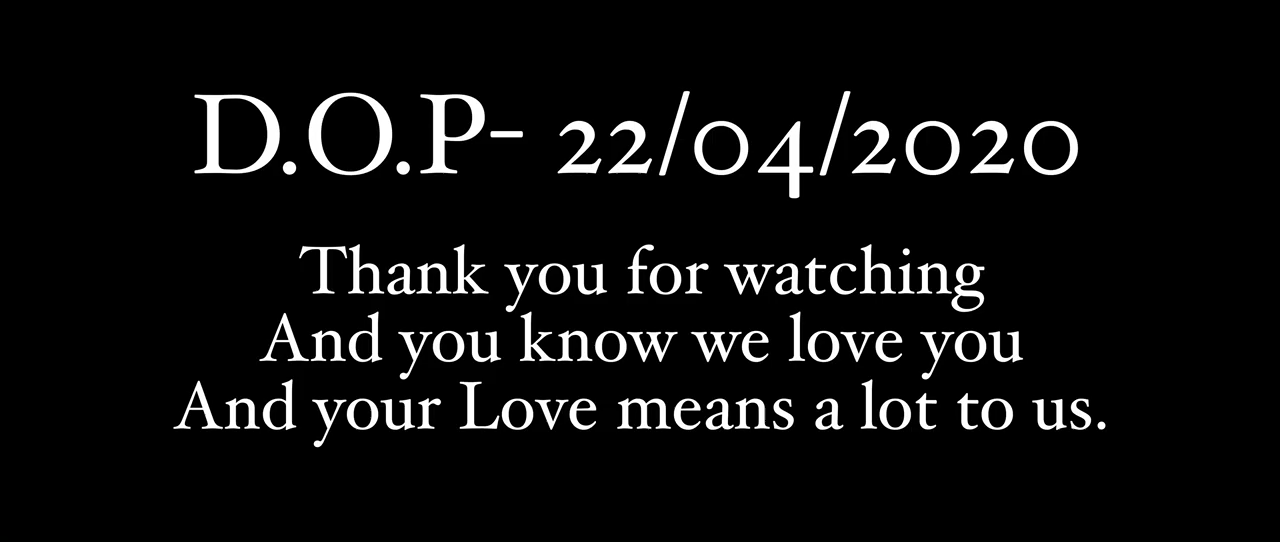 D.O.P- 22/04/2020
Thank you for watching
And you know we love you
And your Love means a lot to us.